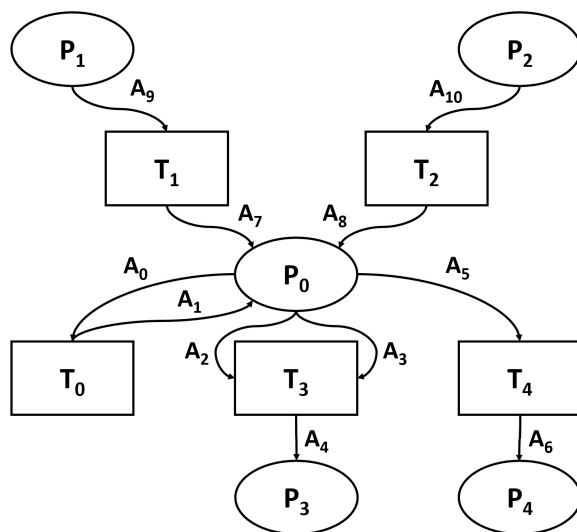 P₁ P₂
A₉ A₁₀
T₁ T₂
A₇ A₈
P₀
A₀ A₅
A₁
A₂ A₃
T₀ T₃ T₄
A₄ A₆
P₃ P₄